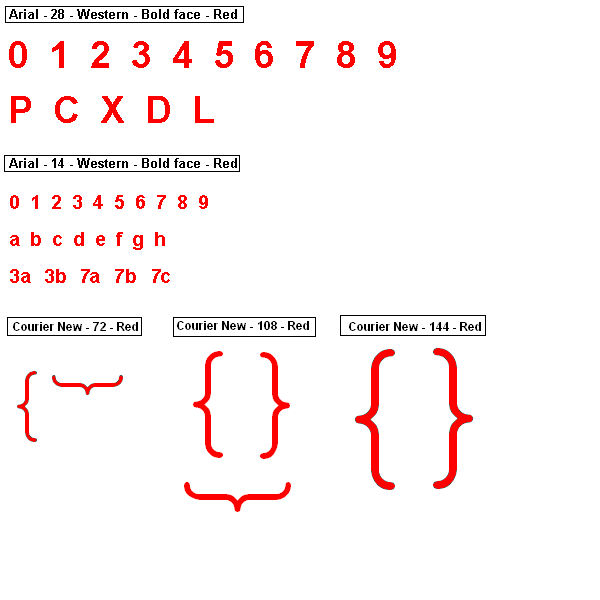 Arial - 28 - Western - Bold face - Red
0 1 2 3 4 5 6 7 8 9
P C X D L
Arial - 14 - Western - Bold face - Red
0 1 2 3 4 5 6 7 8 9
a b c d e f g h
3a 3b 7a 7b 7c
Courier New - 72 - Red
{ }
Courier New - 108 - Red
{ }
}
Courier New - 144 - Red
{ }